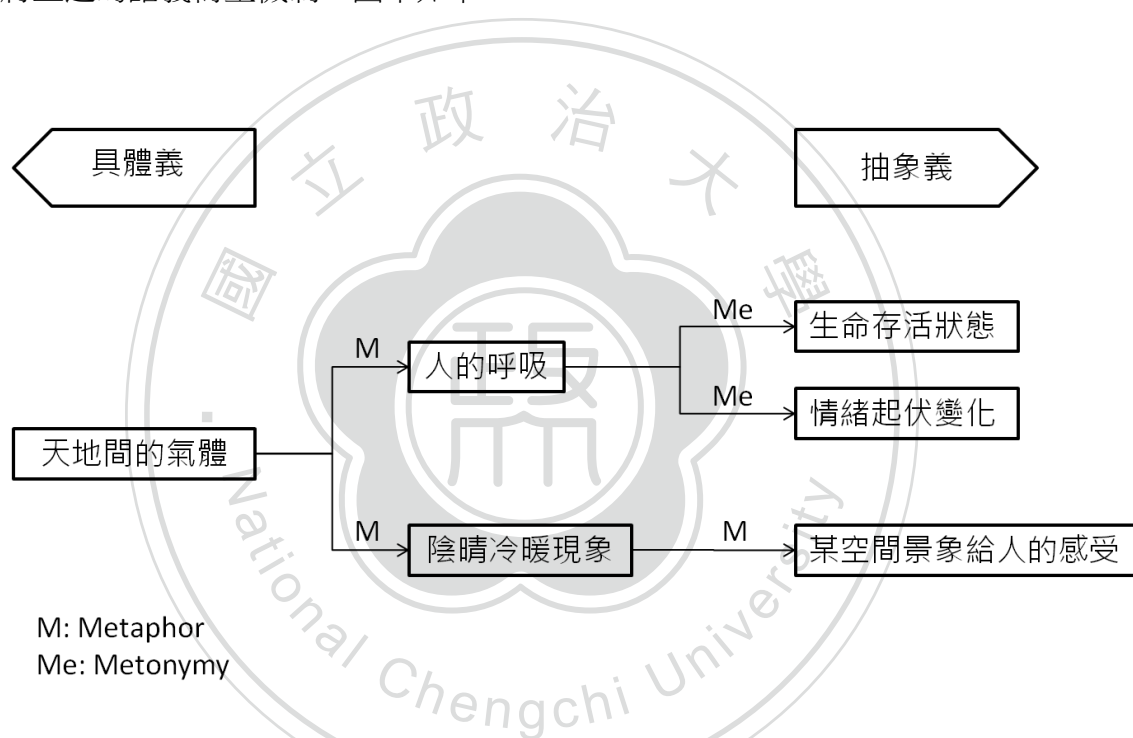 具體義
抽象義
Me
生命存活狀態
M
人的呼吸
Me
情緒起伏變化
天地間的氣體
M
陰晴冷暖現象
M
某空間景象給人的感受
M: Metaphor
Me: Metonymy
國立政治大學
National Chengchi University